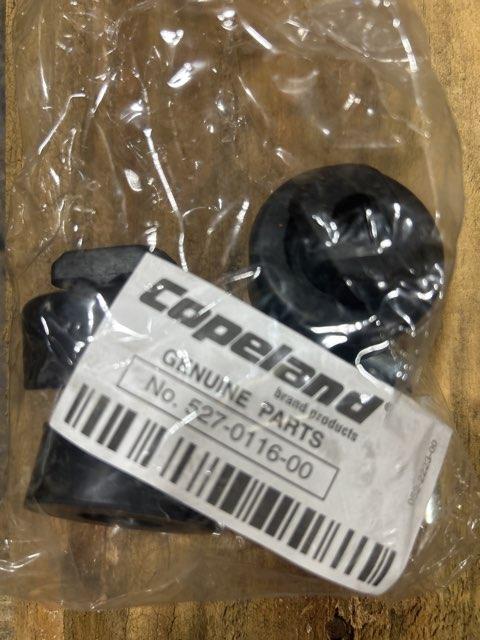 Copeland®
brand products
GENUINE PARTS
No. 527-0116-00